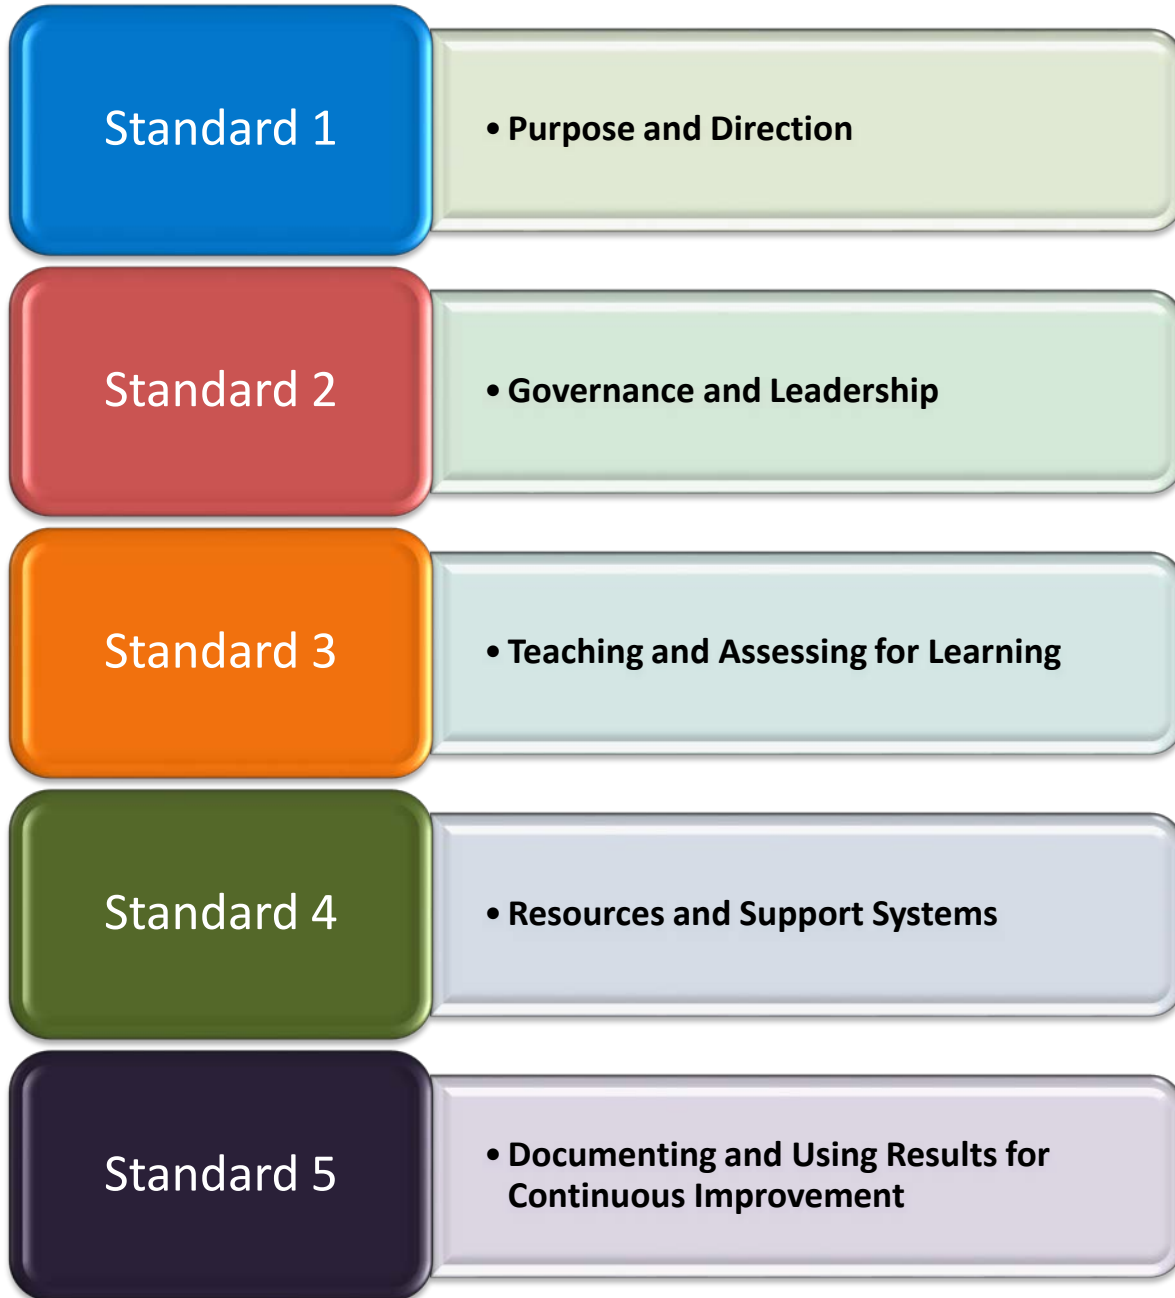 Standard 1
• Purpose and Direction
Standard 2
• Governance and Leadership
Standard 3
• Teaching and Assessing for Learning
Standard 4
• Resources and Support Systems
Standard 5
• Documenting and Using Results for
Continuous Improvement